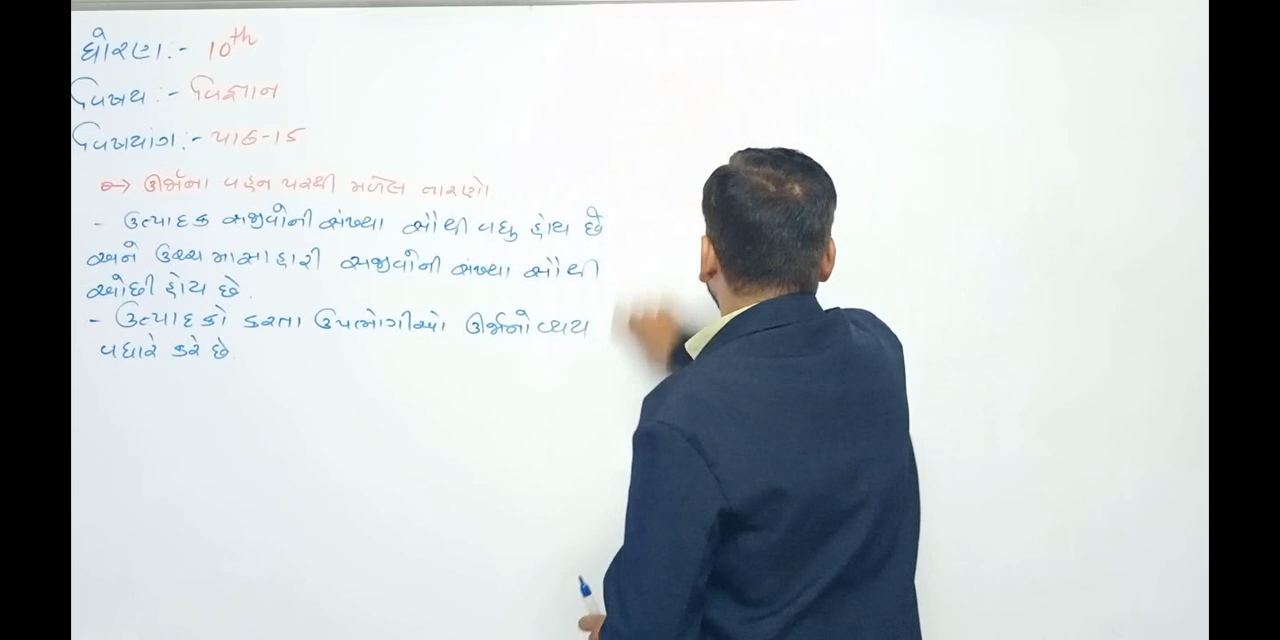 ધોરણ:- 10th
વિષય:- વિજ્ઞાન
વિષયાંગ:- પાઠ-15
→ ઊર્જાના વહન પરથી મળેલ તારણો
- ઉત્પાદક સજીવોની સંખ્યા સૌથી વધુ હોય છે
અને ઉચ્ચ માંસાહારી સજીવોની સંખ્યા સૌથી
ઓછી હોય છે.
- ઉત્પાદકો કરતા ઉપભોગીઓ ઊર્જાનો વ્યય
વધારે કરે છે.